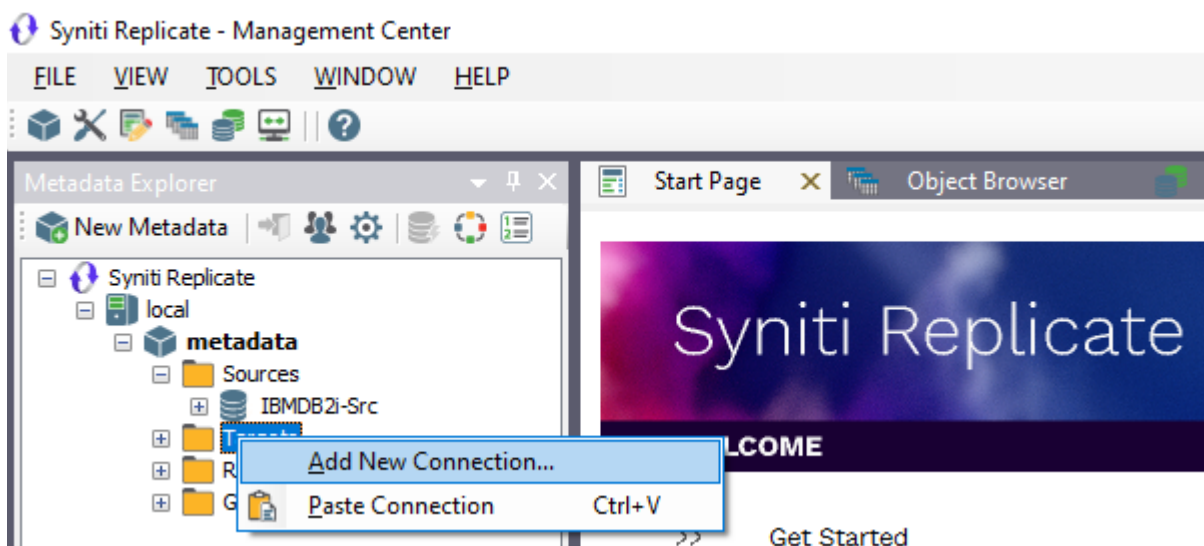 Syniti Replicate - Management Center
FILE VIEW TOOLS WINDOW HELP
Metadata Explorer
Start Page
Object Browser
New Metadata
Syniti Replicate
local
metadata
Sources
IBMDB2i-Src
R
G
Add New Connection...
Paste Connection Ctrl+V
Syniti Replicate
LCOME
>> Get Started